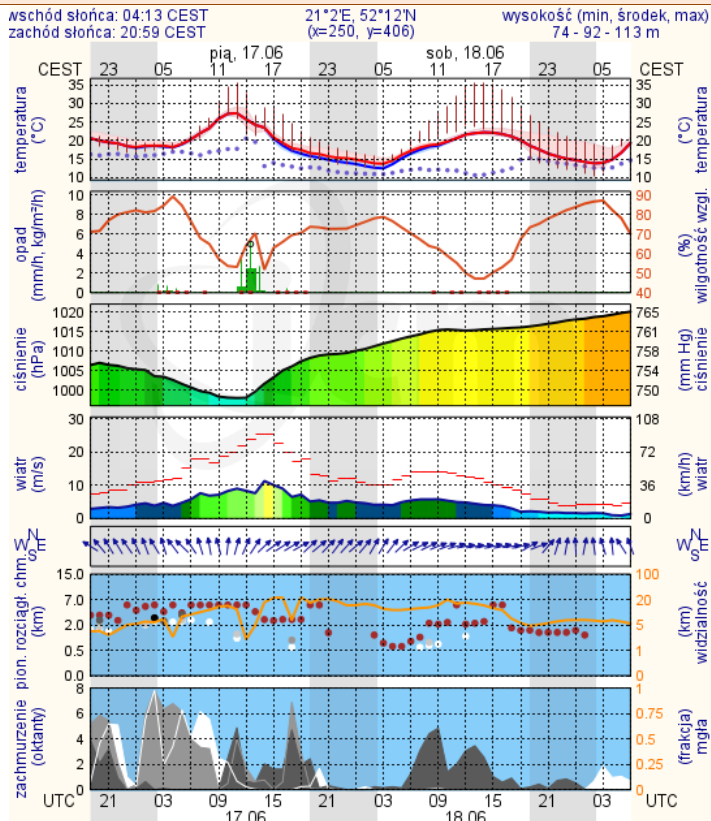 wschód słońca: 04:13 CEST 21°2'E, 52°12'N wysokość (min, środek, max)
zachód słońca: 20:59 CEST (x=250, y=406) 74 - 92 - 113 m
pią, 17.06 sob, 18.06
CEST 23 05 11 17 23 05 11 17 23 05 CEST
temperatura (°C)
35 30 25 20 15 10
35 30 25 20 15 10
(°C) temperatura
opad (mm/h, kg/m²/h)
10 8 6 4 2 0
90 80 70 60 50 40
(%) wilgotność wzgl.
ciśnienie (hPa)
1020 1015 1010 1005 1000
765 761 758 754 750
(mm Hg) ciśnienie
wiatr (m/s)
30 20 10 0
108 72 36 0
(km/h) wiatr
N W E S
N W E S
pion. rozciągł. chm. (km)
15.0 7.0 2.0 0.5 0.0
100 20 5 1 0
(km) widzialność
zachmurzenie (oktanty)
8 6 4 2 0
1 0.75 0.5 0.25 0
(frakcja) mgła
UTC 21 03 09 15 21 03 09 15 21 03 UTC
17.06 18.06